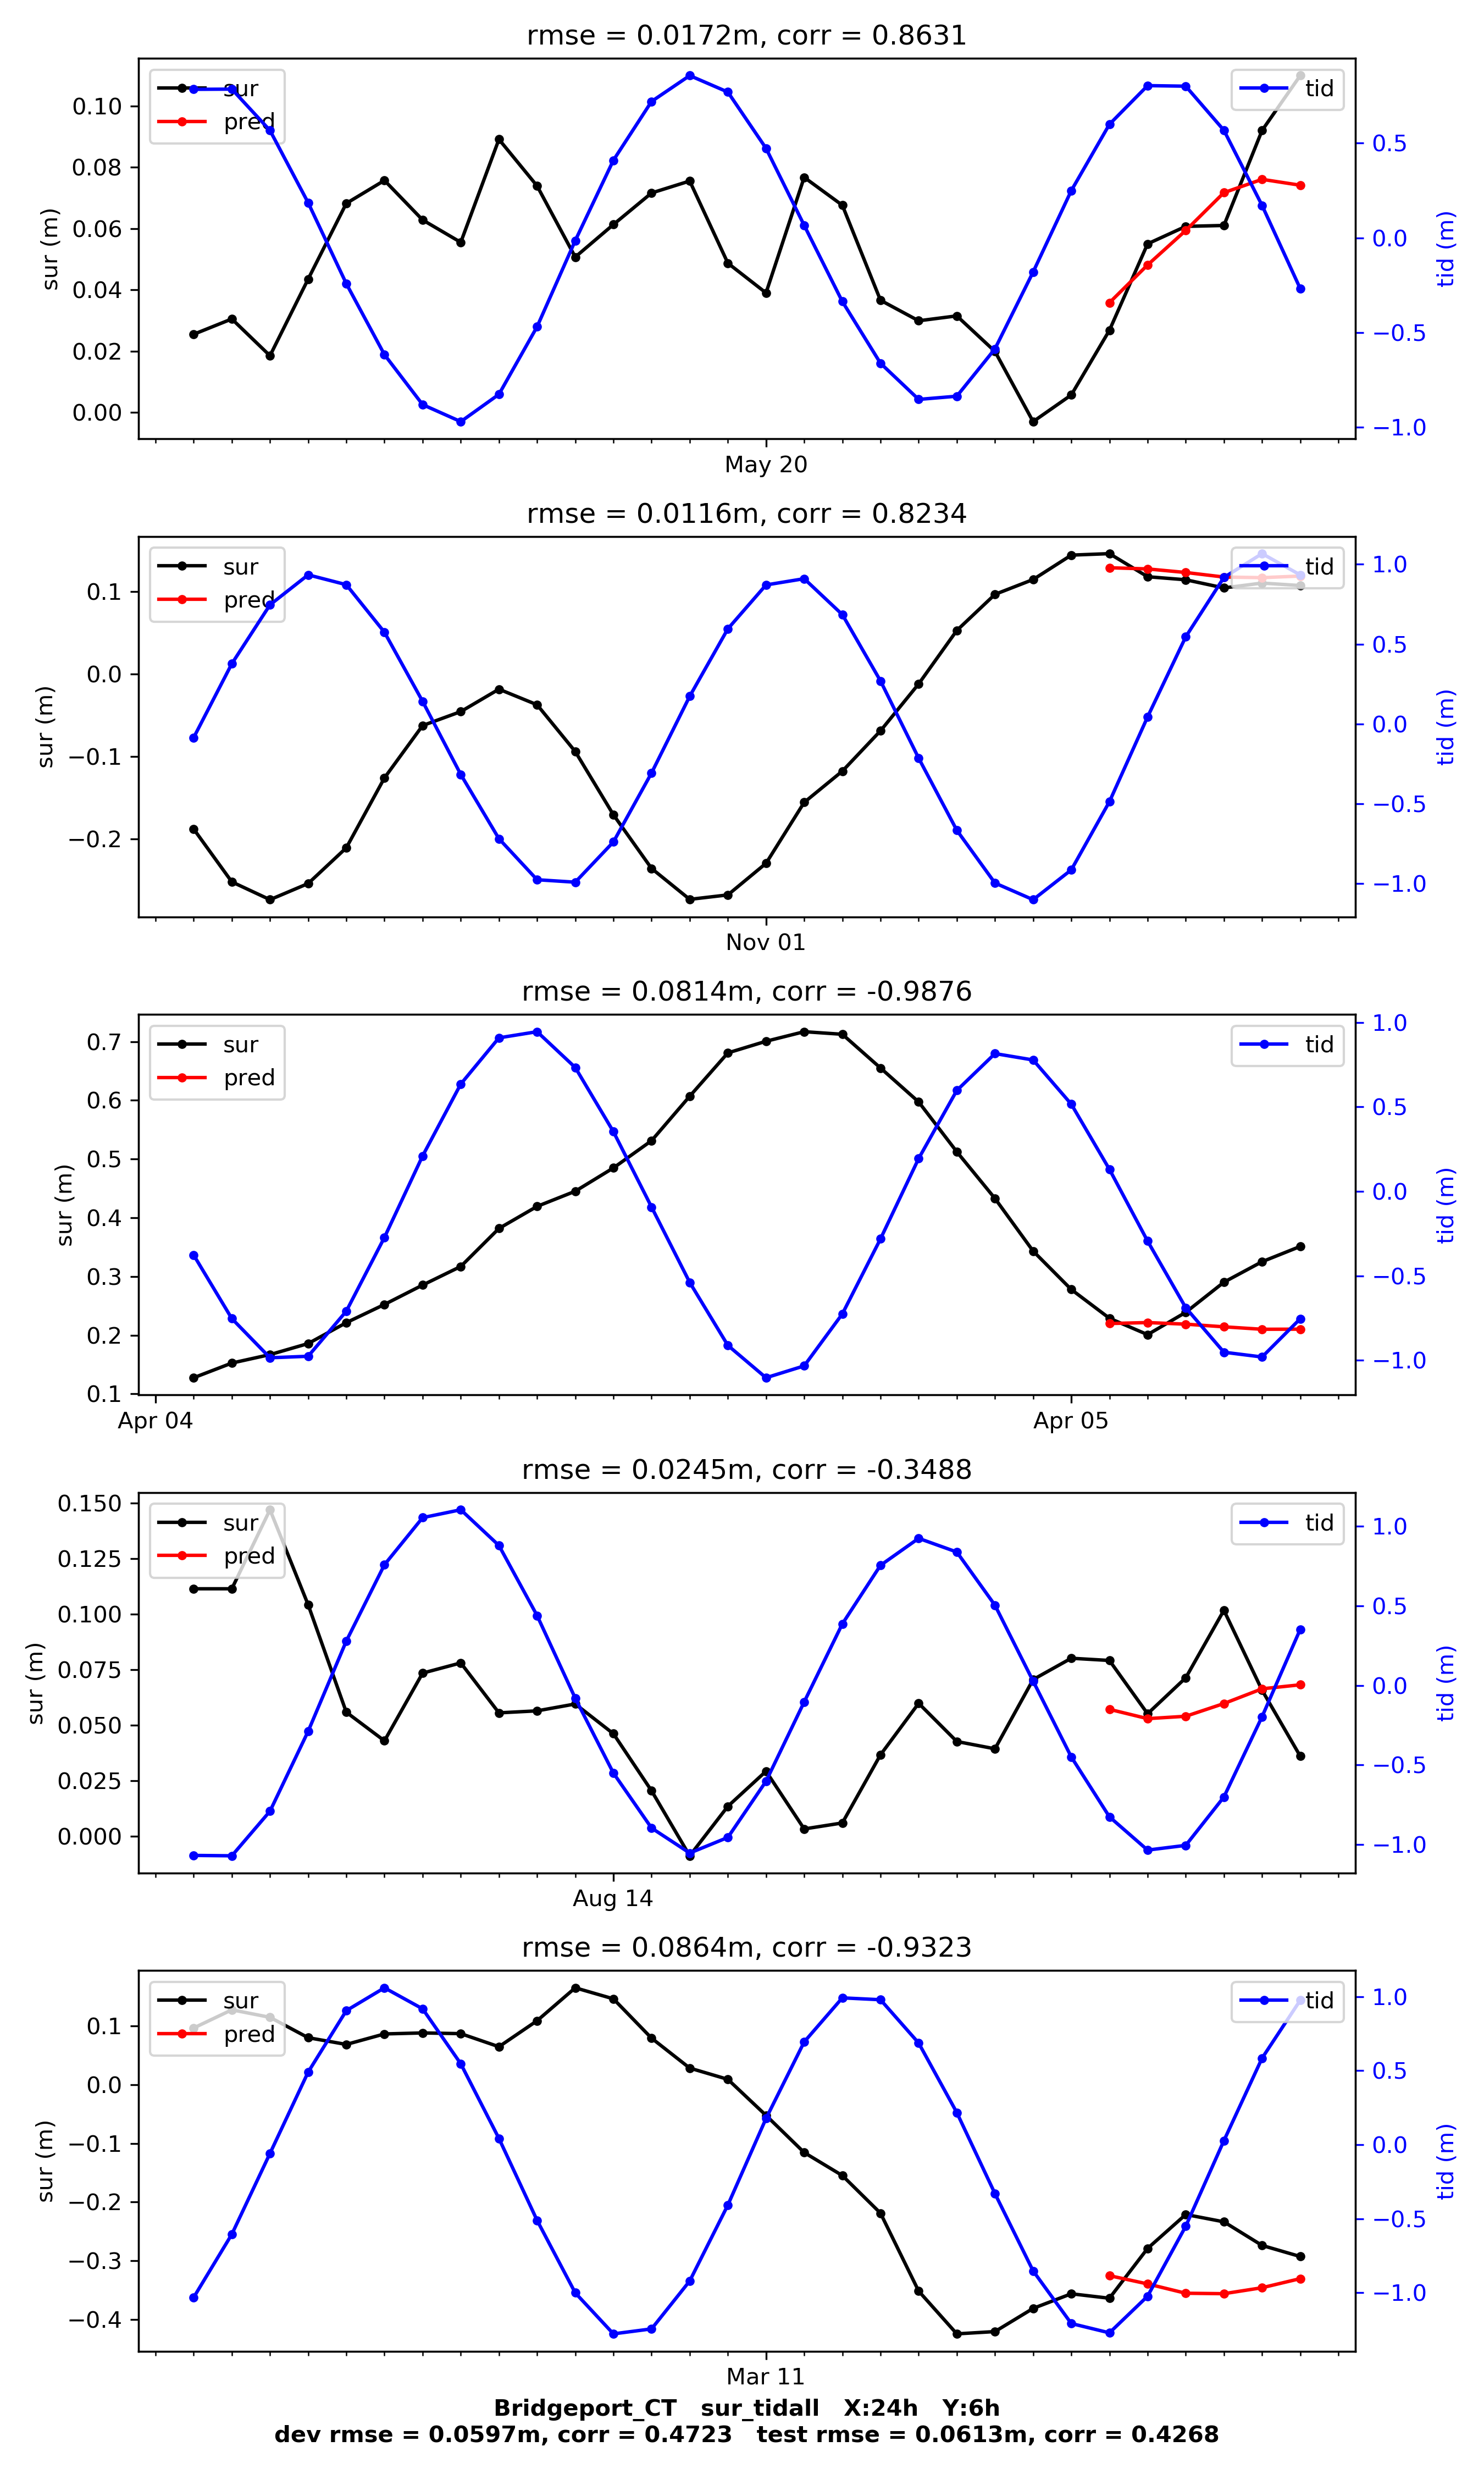 rmse = 0.0172m, corr = 0.8631
sur
pred
tid
0.10
0.08
0.06
0.04
0.02
0.00
sur (m)
0.5
0.0
−0.5
−1.0
tid (m)
May 20
rmse = 0.0116m, corr = 0.8234
sur
pred
tid
0.1
0.0
−0.1
−0.2
sur (m)
1.0
0.5
0.0
−0.5
−1.0
tid (m)
Nov 01
rmse = 0.0814m, corr = -0.9876
sur
pred
tid
0.7
0.6
0.5
0.4
0.3
0.2
0.1
sur (m)
1.0
0.5
0.0
−0.5
−1.0
tid (m)
Apr 04
Apr 05
rmse = 0.0245m, corr = -0.3488
sur
pred
tid
0.150
0.125
0.100
0.075
0.050
0.025
0.000
sur (m)
1.0
0.5
0.0
−0.5
−1.0
tid (m)
Aug 14
rmse = 0.0864m, corr = -0.9323
sur
pred
tid
0.1
0.0
−0.1
−0.2
−0.3
−0.4
sur (m)
1.0
0.5
0.0
−0.5
−1.0
tid (m)
Mar 11
Bridgeport_CT   sur_tidall   X:24h   Y:6h
dev rmse = 0.0597m, corr = 0.4723   test rmse = 0.0613m, corr = 0.4268